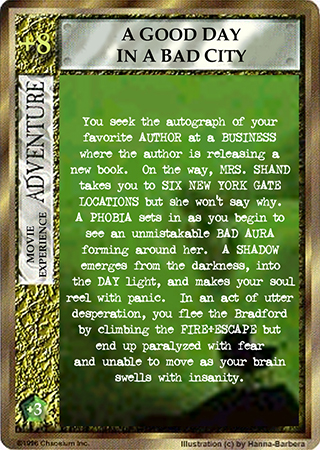 +8
A GOOD DAY
IN A BAD CITY
MOVIE
EXPERIENCE
ADVENTURE
You seek the autograph of your
favorite AUTHOR at a BUSINESS
where the author is releasing a
new book. On the way, MRS. SHAND
takes you to SIX NEW YORK GATE
LOCATIONS but she won't say why.
A PHOBIA sets in as you begin to
see an unmistakable BAD AURA
forming around her. A SHADOW
emerges from the darkness, into
the DAY light, and makes your soul
reel with panic. In an act of utter
desperation, you flee the Bradford
by climbing the FIRE+ESCAPE but
end up paralyzed with fear
and unable to move as your brain
swells with insanity.
+3
©1996 Chaosium Inc.
Illustration (c) by Hanna-Barbera